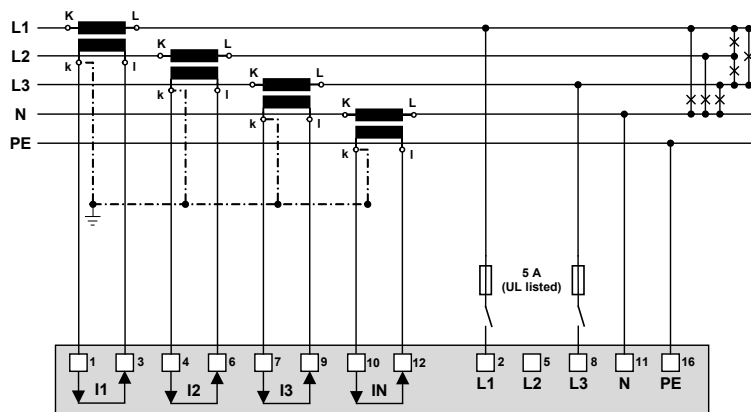 K L
L1
K L
L2
k l
K L
L3
k l
K L
N
k l
PE
k l
5 A
(UL listed)
1 3 4 6 7 9 10 12 2 5 8 11 16
I1 I2 I3 IN L1 L2 L3 N PE